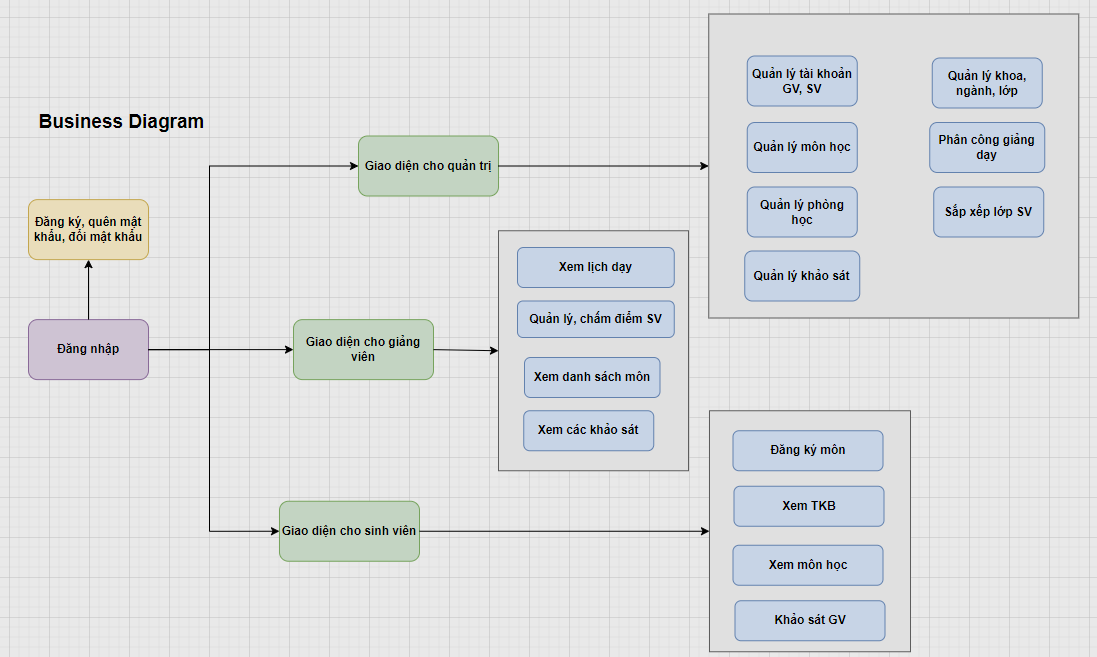 Business Diagram
Đăng ký, quên mật
khẩu, đổi mật khẩu
Đăng nhập
Giao diện cho quản trị
Giao diện cho giảng
viên
Giao diện cho sinh viên
Quản lý tài khoản
GV, SV
Quản lý môn học
Quản lý phòng
học
Quản lý khảo sát
Quản lý khoa,
ngành, lớp
Phân công giảng
dạy
Sắp xếp lớp SV
Xem lịch dạy
Quản lý, chấm điểm SV
Xem danh sách môn
Xem các khảo sát
Đăng ký môn
Xem TKB
Xem môn học
Khảo sát GV